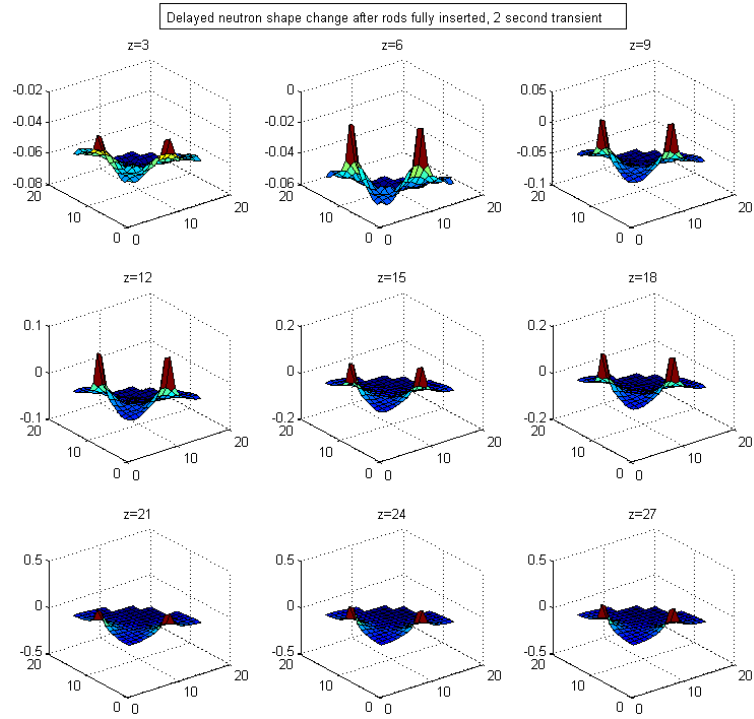 Delayed neutron shape change after rods fully inserted, 2 second transient
z=3 z=6 z=9
-0.02 0 0.05
-0.04 -0.02 0
-0.06 -0.04 -0.05
-0.08 -0.06 -0.1
20 20 20
10 20 10 20 10 20
10 10 10
0 0 0 0 0 0
z=12 z=15 z=18
0.1 0.2 0.2
0 0 0
-0.1 -0.2 -0.2
20 20 20
10 20 10 20 10 20
10 10 10
0 0 0 0 0 0
z=21 z=24 z=27
0.5 0.5 0.5
0 0 0
-0.5 -0.5 -0.5
20 20 20
10 20 10 20 10 20
10 10 10
0 0 0 0 0 0